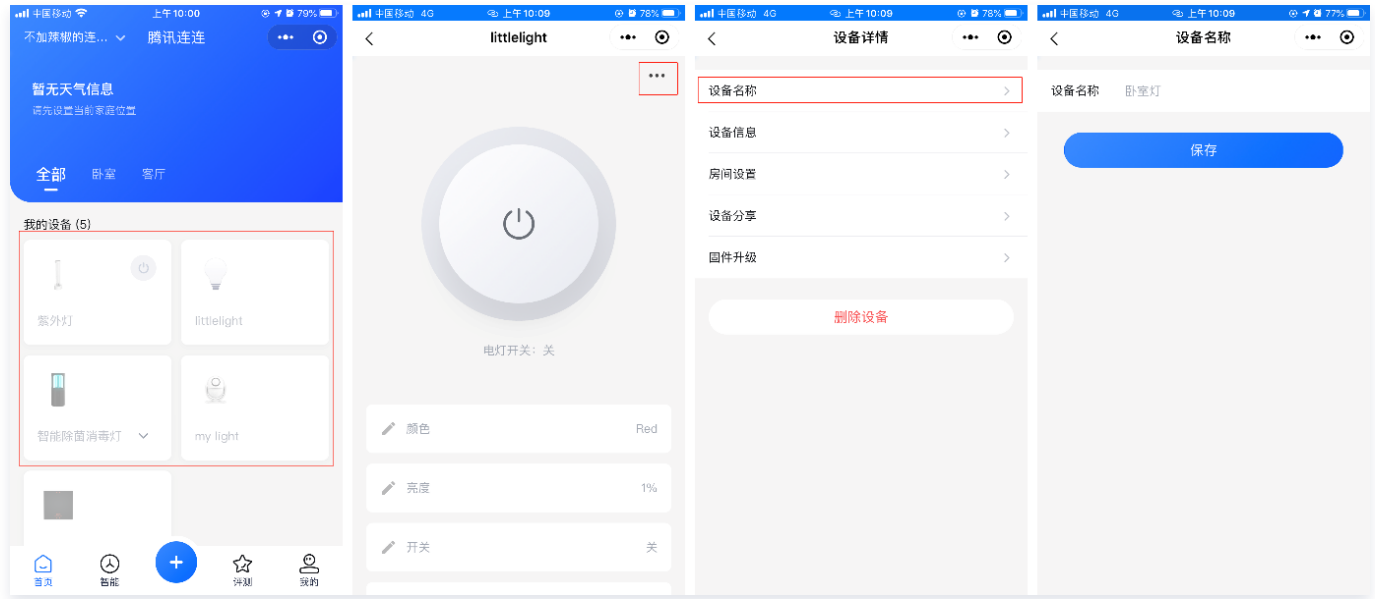 中国移动 上午10:00 79%
不加辣椒的连... 腾讯连连
暂无天气信息
请先设置当前家庭位置
全部 卧室 客厅
我的设备 (5)
紫外灯
littlelight
智能除菌消毒灯
my light
首页 智能 + 评测 我的
中国移动 4G 上午10:09 78%
littlelight
电灯开关：关
颜色 Red
亮度 1%
开关 关
中国移动 4G 上午10:09 78%
设备详情
设备名称
设备信息
房间设置
设备分享
固件升级
删除设备
中国移动 4G 上午10:09 77%
设备名称
设备名称 卧室灯
保存